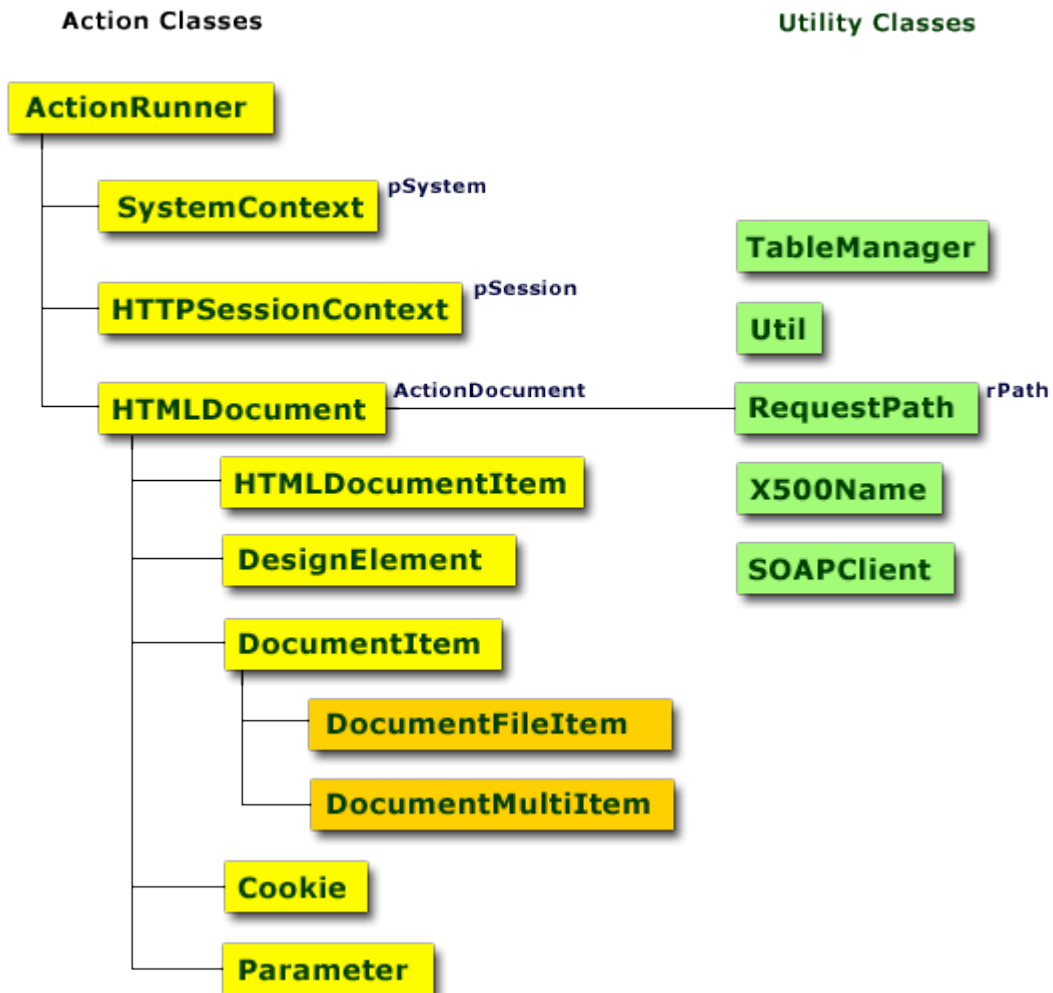 Action Classes
Utility Classes
ActionRunner
SystemContext
pSystem
TableManager
HTTPSessionContext
pSession
Util
HTMLDocument
ActionDocument
RequestPath
rPath
HTMLDocumentItem
X500Name
DesignElement
SOAPClient
DocumentItem
DocumentFileItem
DocumentMultiItem
Cookie
Parameter